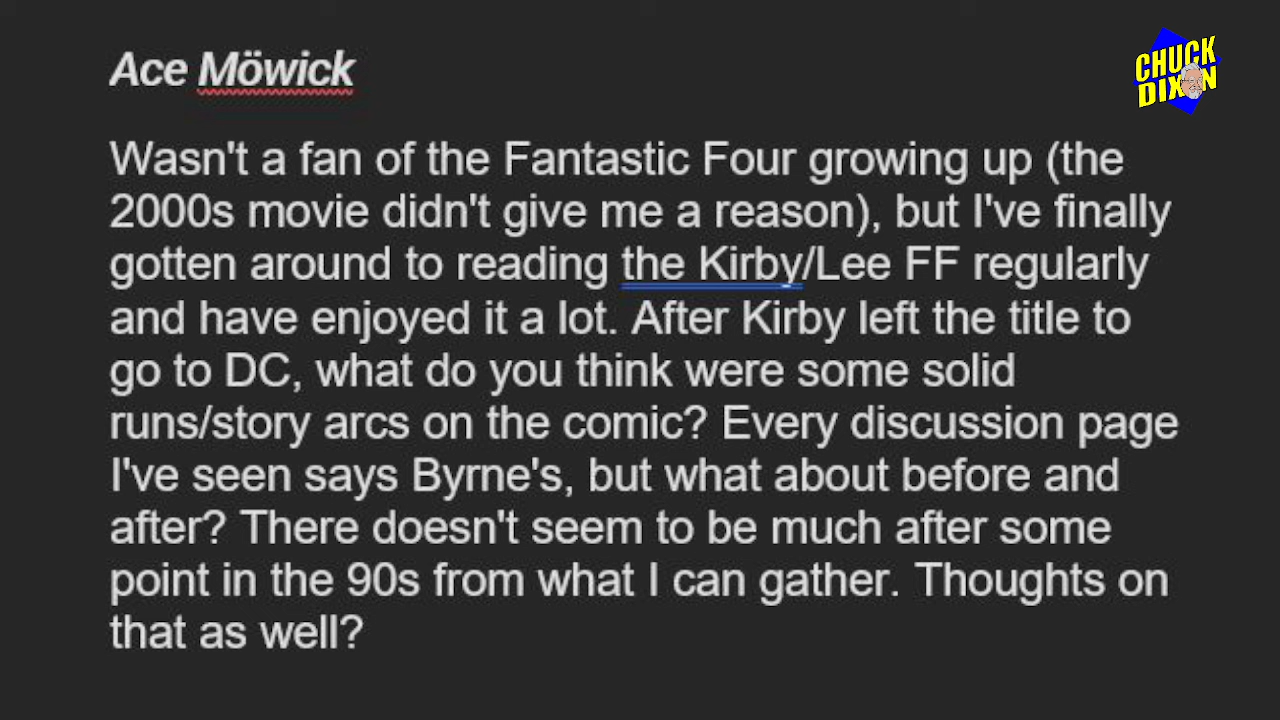 Ace Möwick
CHUCK
DIXON
Wasn't a fan of the Fantastic Four growing up (the
2000s movie didn't give me a reason), but I've finally
gotten around to reading the Kirby/Lee FF regularly
and have enjoyed it a lot. After Kirby left the title to
go to DC, what do you think were some solid
runs/story arcs on the comic? Every discussion page
I've seen says Byrne's, but what about before and
after? There doesn't seem to be much after some
point in the 90s from what I can gather. Thoughts on
that as well?